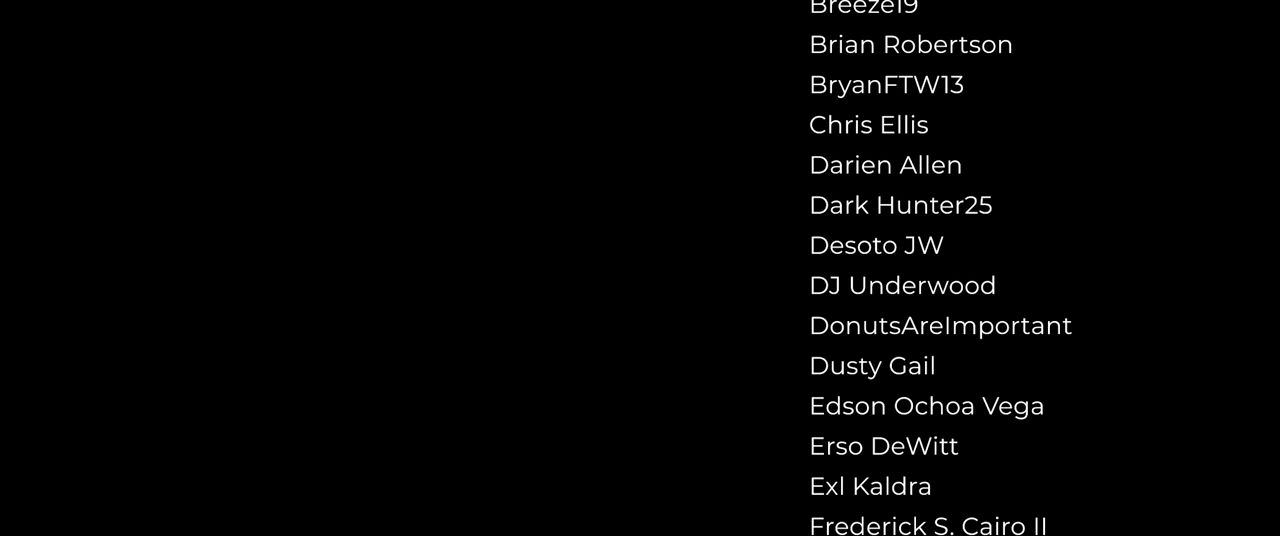 Breeze19
Brian Robertson
BryanFTW13
Chris Ellis
Darien Allen
Dark Hunter25
Desoto JW
DJ Underwood
DonutsAreImportant
Dusty Gail
Edson Ochoa Vega
Erso DeWitt
Exl Kaldra
Frederick S. Cairo II